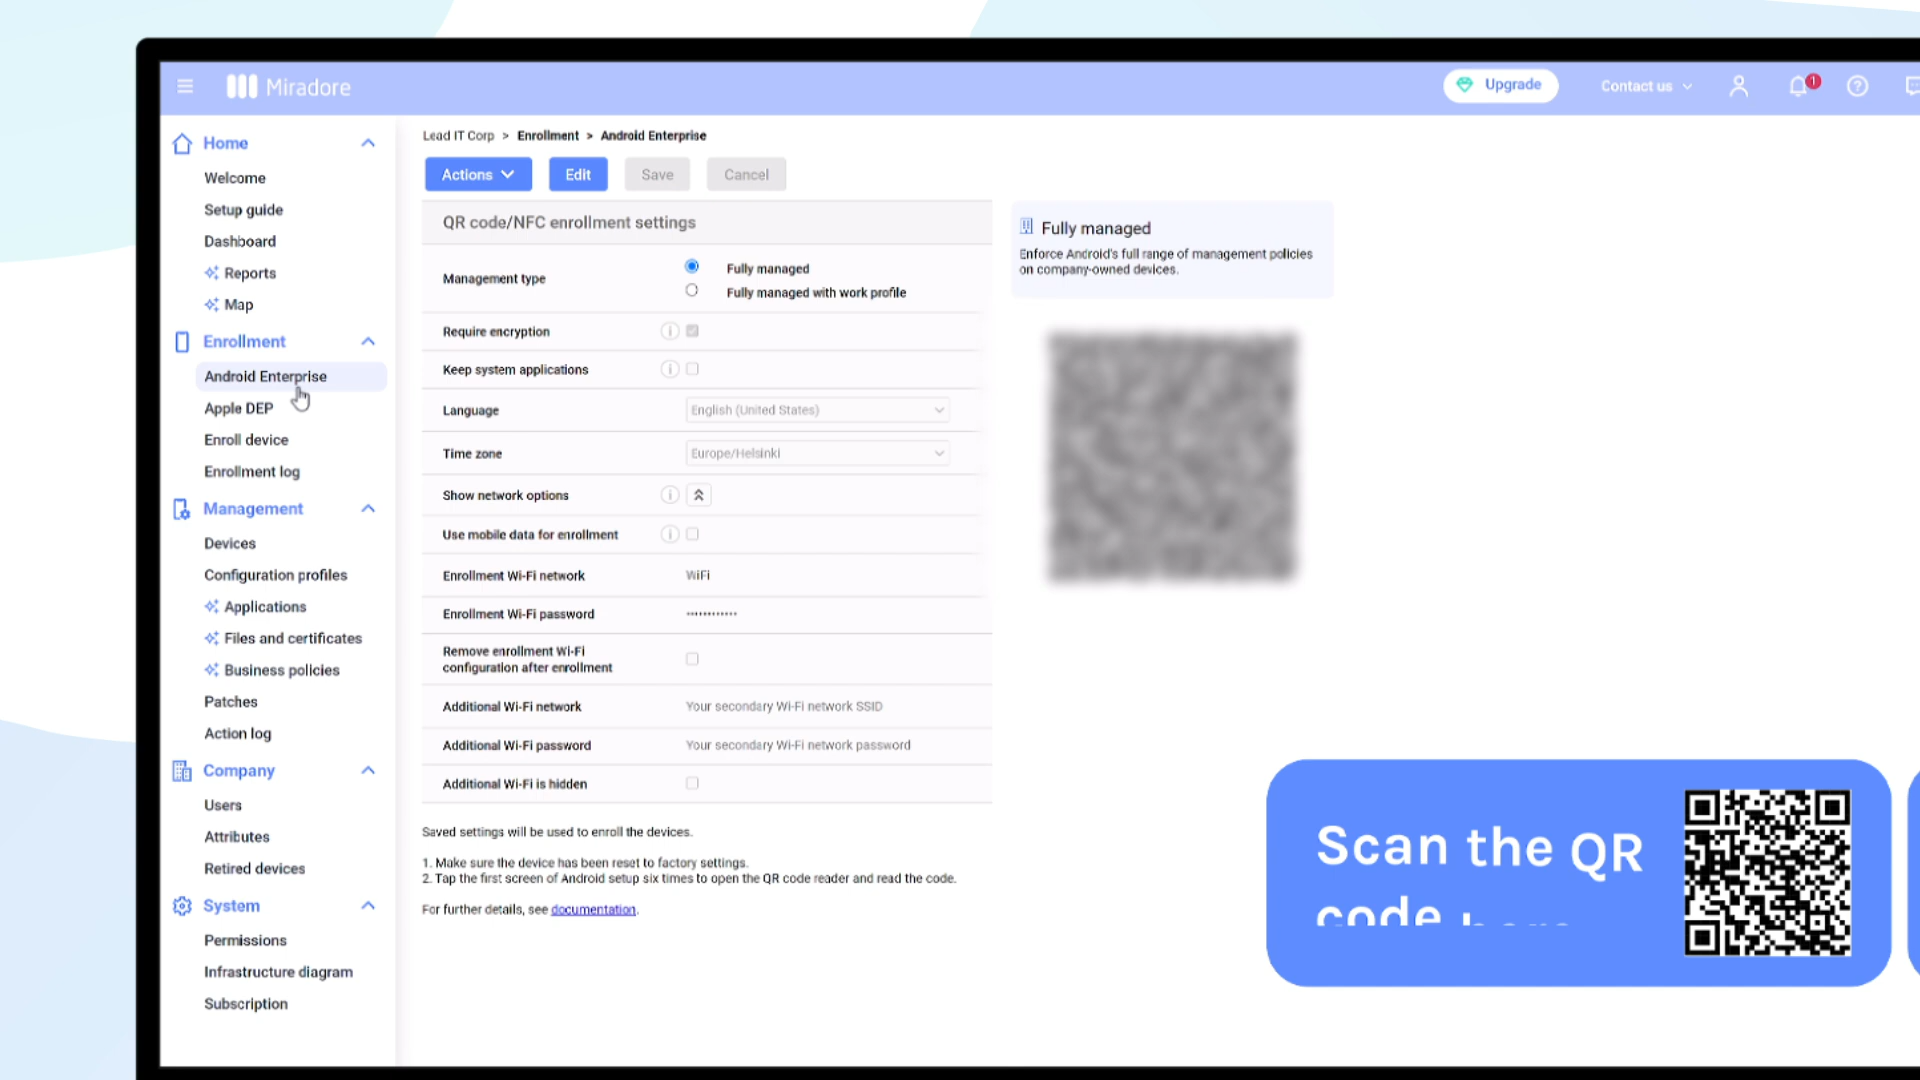 Miradore
Upgrade
Contact us
1
Home
Welcome
Setup guide
Dashboard
Reports
Map
Enrollment
Android Enterprise
Apple DEP
Enroll device
Enrollment log
Management
Devices
Configuration profiles
Applications
Files and certificates
Business policies
Patches
Action log
Company
Users
Attributes
Retired devices
System
Permissions
Infrastructure diagram
Subscription
Lead IT Corp > Enrollment > Android Enterprise
Actions Edit Save Cancel
QR code/NFC enrollment settings
Management type
Fully managed
Fully managed with work profile
Require encryption
Keep system applications
Language English (United States)
Time zone Europe/Helsinki
Show network options
Use mobile data for enrollment
Enrollment Wi-Fi network WiFi
Enrollment Wi-Fi password ••••••••••••
Remove enrollment Wi-Fi
configuration after enrollment
Additional Wi-Fi network Your secondary Wi-Fi network SSID
Additional Wi-Fi password Your secondary Wi-Fi network password
Additional Wi-Fi is hidden
Saved settings will be used to enroll the devices.
1. Make sure the device has been reset to factory settings.
2. Tap the first screen of Android setup six times to open the QR code reader and read the code.
For further details, see documentation.
Fully managed
Enforce Android's full range of management policies
on company-owned devices.
Scan the QR
code